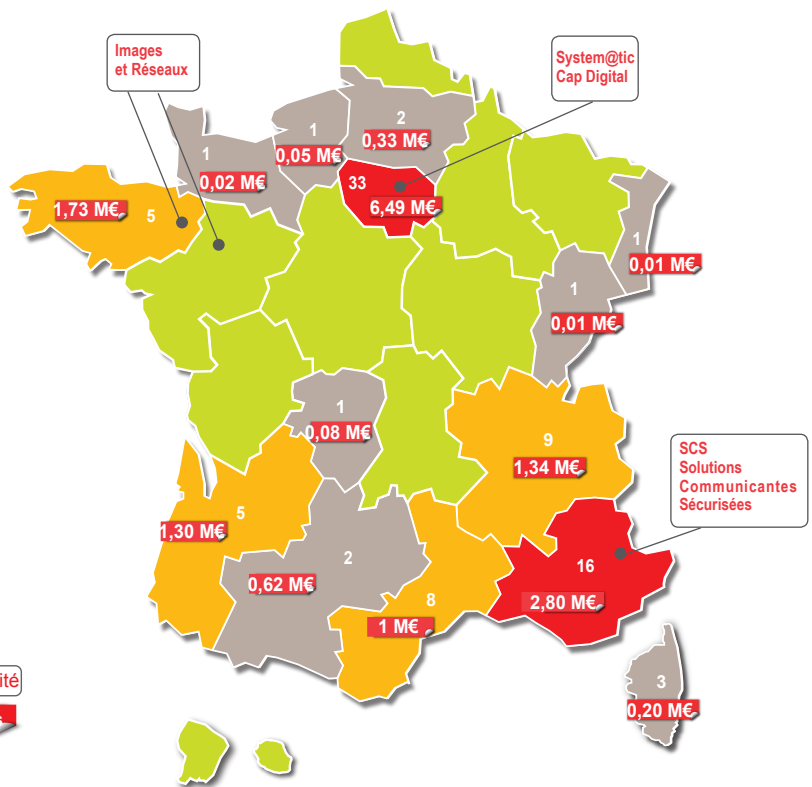 Images
et Réseaux
System@tic
Cap Digital
2
0,33 M€
1
0,05 M€
1
0,02 M€
33
6,49 M€
1,73 M€
5
1
0,01 M€
1
0,01 M€
1
0,08 M€
9
1,34 M€
SCS
Solutions
Communicantes
Sécurisées
5
1,30 M€
2
0,62 M€
8
1 M€
16
2,80 M€
3
0,20 M€
ité